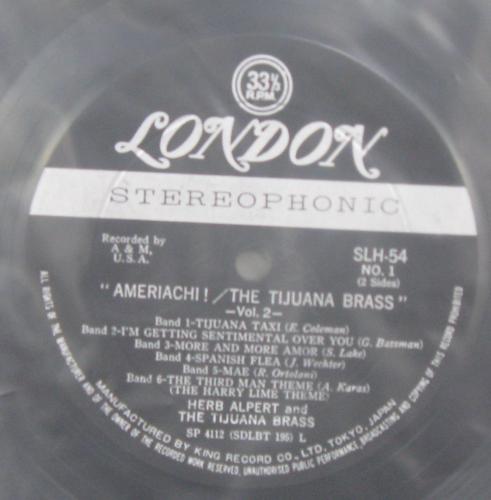 33⅓
R.P.M.
LONDON
STEREOPHONIC
Recorded by
A & M,
U.S.A.
SLH-54
NO. 1
(2 Sides)
"AMERIACHI! / THE TIJUANA BRASS"
—Vol. 2—
Band 1-TIJUANA TAXI (E. Coleman)
Band 2-I'M GETTING SENTIMENTAL OVER YOU (G. Bassman)
Band 3-MORE AND MORE AMOR (S. Lake)
Band 4-SPANISH FLEA (J. Wechter)
Band 5-MAE (R. Ortolani)
Band 6-THE THIRD MAN THEME (A. Karas)
(THE HARRY LIME THEME)
HERB ALPERT and
THE TIJUANA BRASS
SP 4112 (SDLBT 195) L
MANUFACTURED BY KING RECORD CO., LTD, TOKYO, JAPAN
ALL RIGHTS OF THE MANUFACTURER AND OF THE OWNER OF THE RECORDED WORK RESERVED, UNAUTHORISED PUBLIC PERFORMANCE, BROADCASTING AND COPYING OF THIS RECORD PROHIBITED